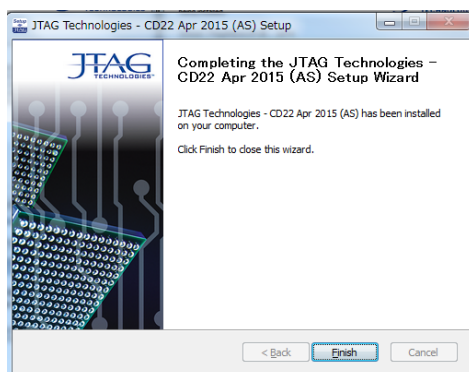 JTAG Technologies - CD22 Apr 2015 (AS) Setup
JTAG
TECHNOLOGIES
Completing the JTAG Technologies -
CD22 Apr 2015 (AS) Setup Wizard
JTAG Technologies - CD22 Apr 2015 (AS) has been installed
on your computer.
Click Finish to close this wizard.
< Back
Finish
Cancel